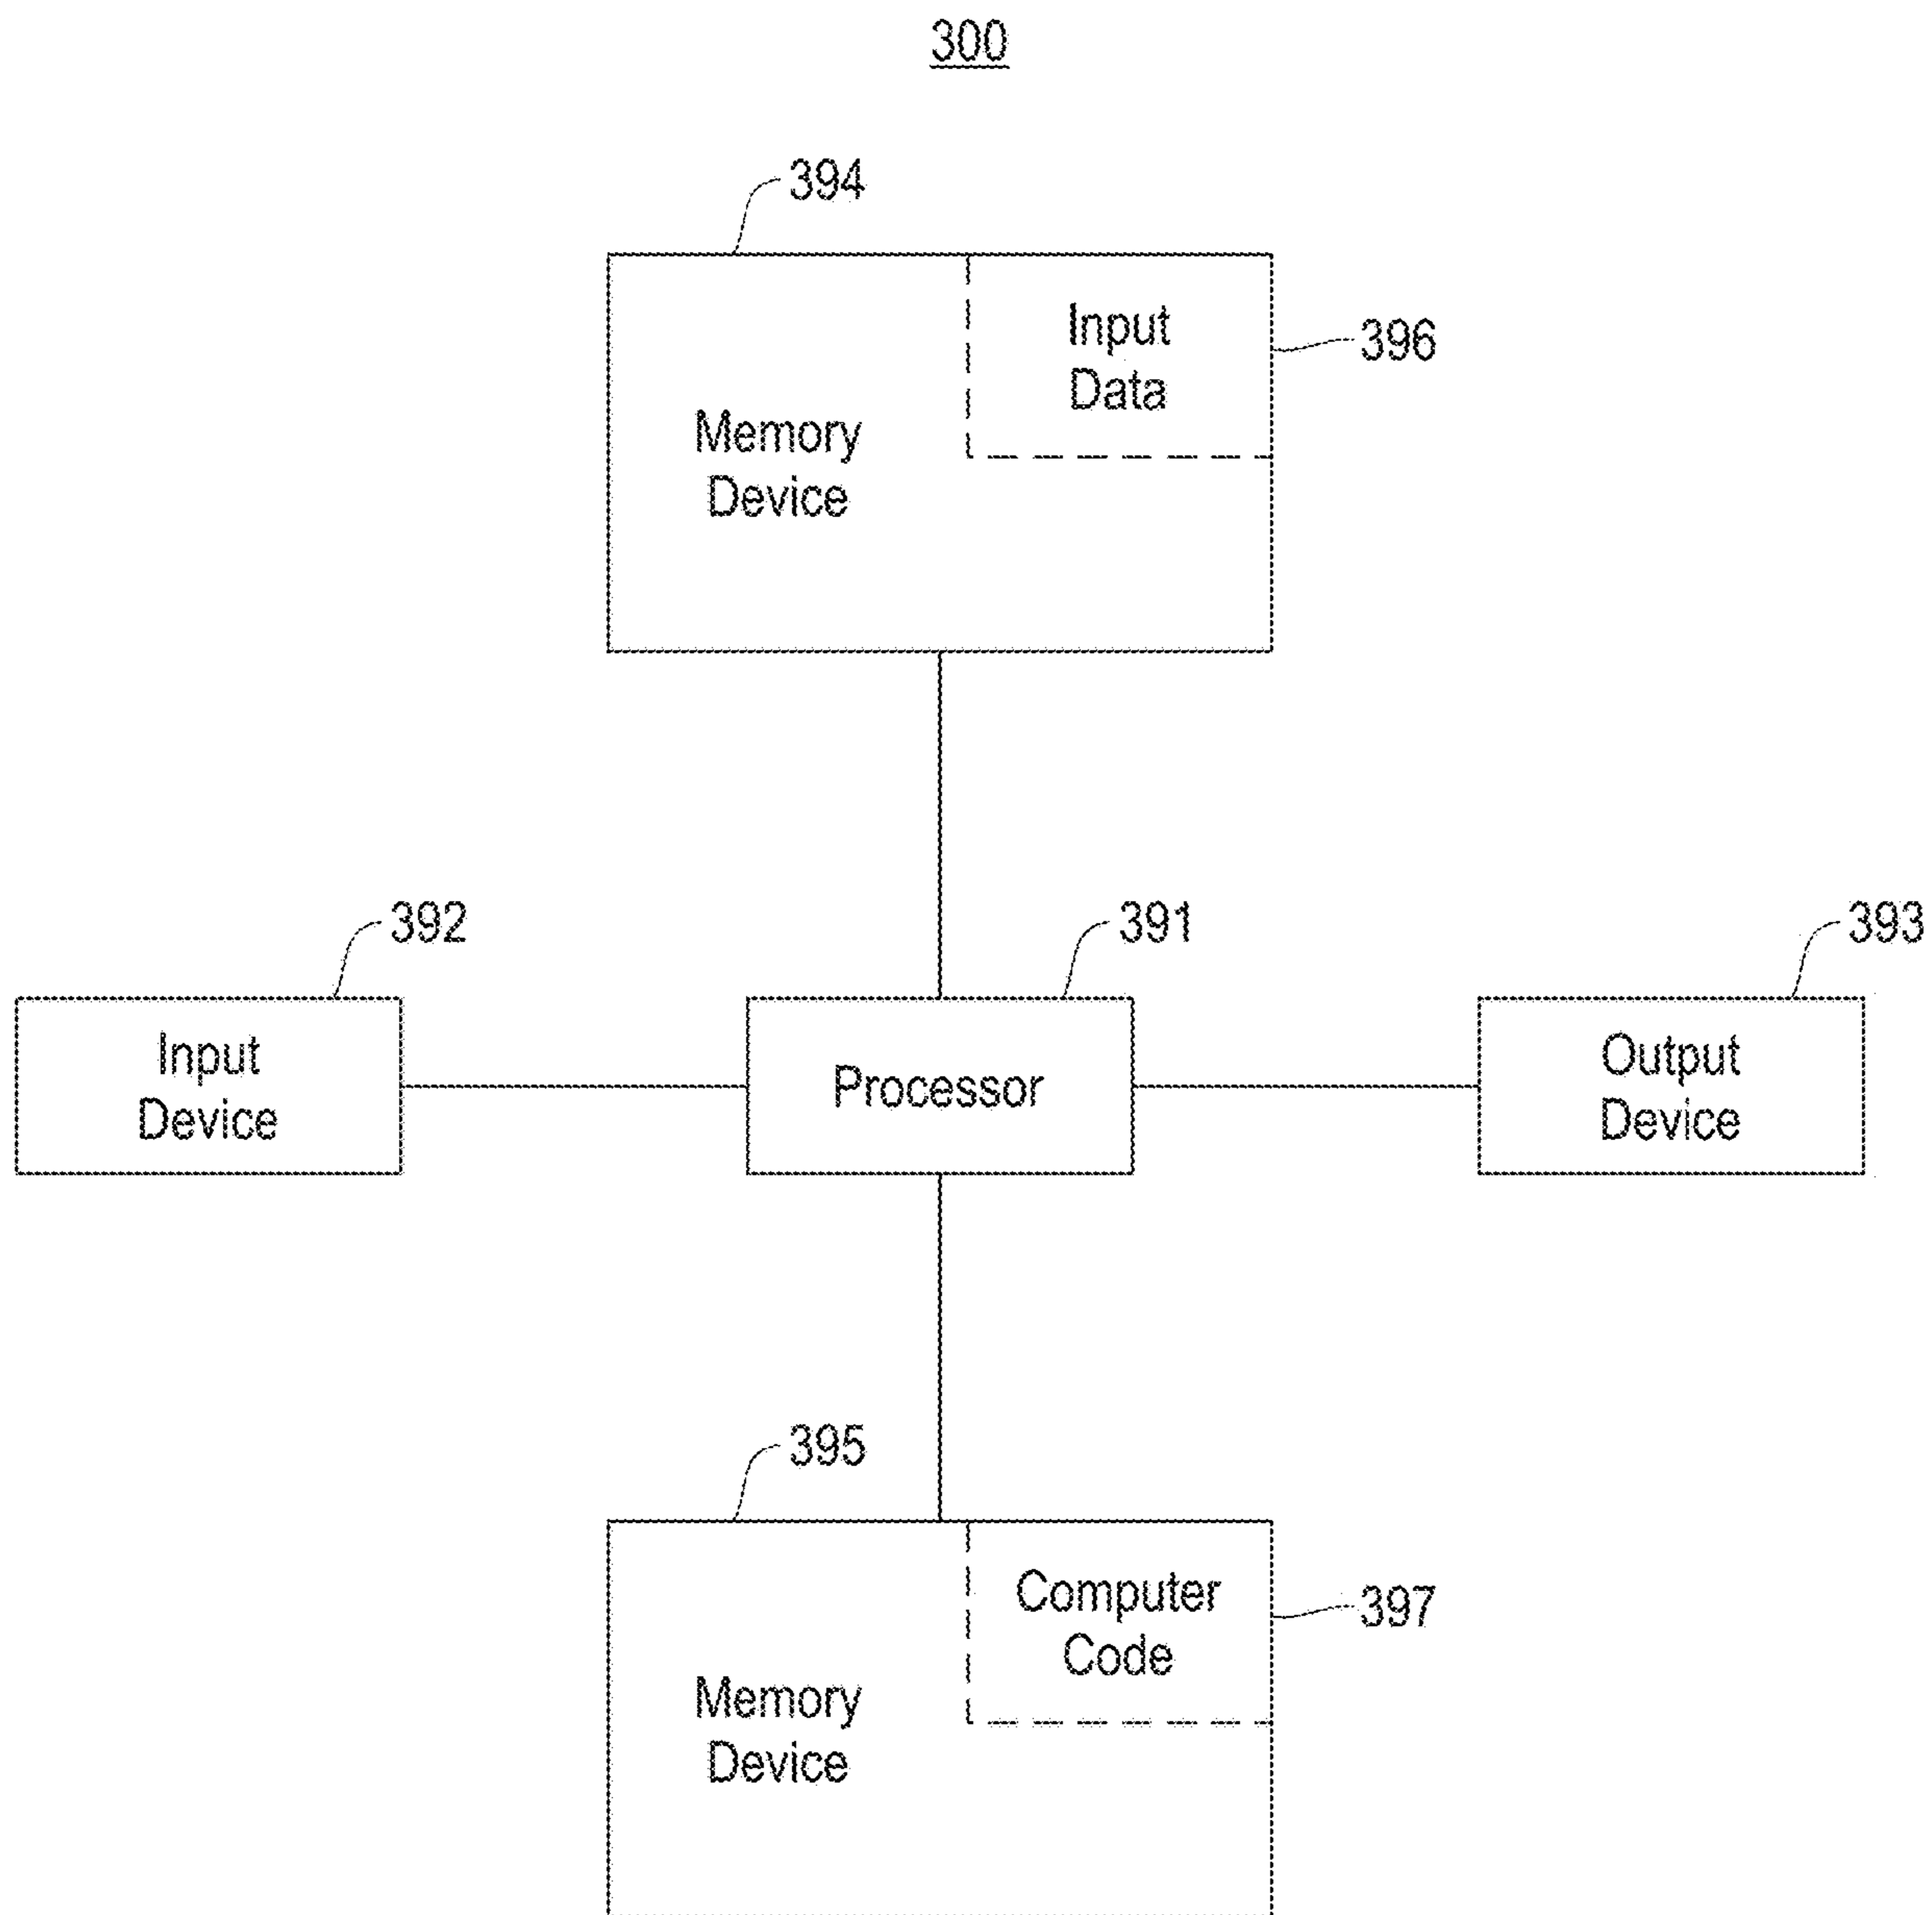 300
394
Input
Data
396
Memory
Device
392
391
393
Input
Device
Processor
Output
Device
395
Computer
Code
397
Memory
Device